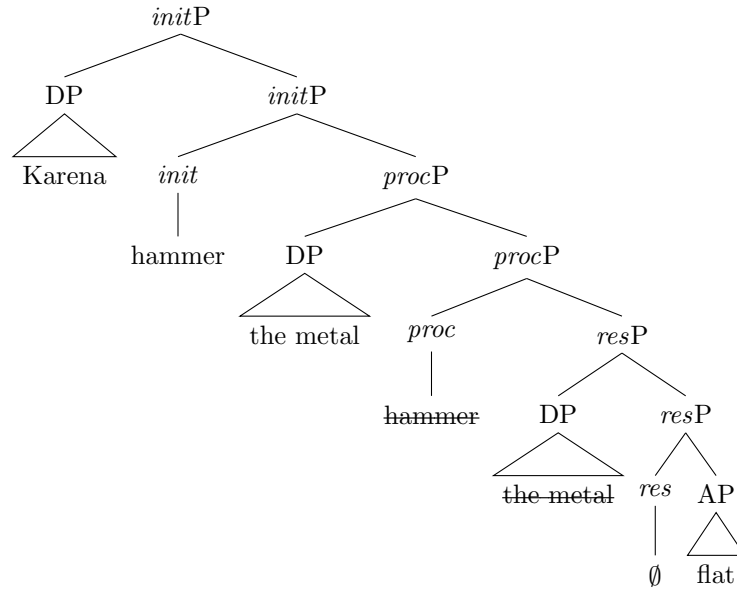 initP
DP initP
Karena init procP
hammer DP procP
the metal proc resP
hammer DP resP
the metal res AP
∅ flat